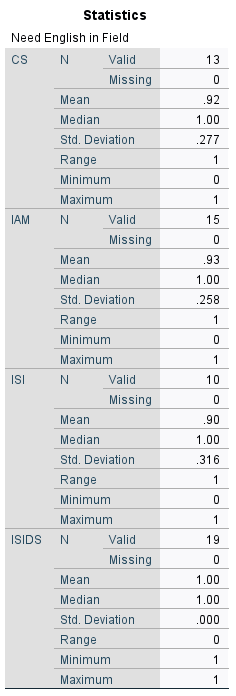 Statistics
Need English in Field
CS N Valid 13
Missing 0
Mean .92
Median 1.00
Std. Deviation .277
Range 1
Minimum 0
Maximum 1
IAM N Valid 15
Missing 0
Mean .93
Median 1.00
Std. Deviation .258
Range 1
Minimum 0
Maximum 1
ISI N Valid 10
Missing 0
Mean .90
Median 1.00
Std. Deviation .316
Range 1
Minimum 0
Maximum 1
ISIDS N Valid 19
Missing 0
Mean 1.00
Median 1.00
Std. Deviation .000
Range 0
Minimum 1
Maximum 1